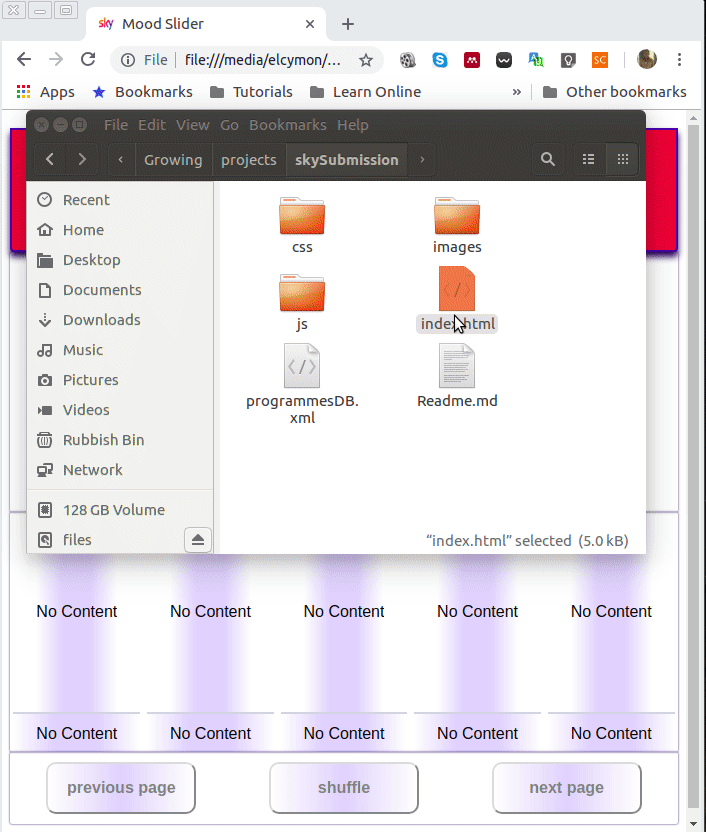 sky Mood Slider
File file:///media/elcymon/...
SC
Apps Bookmarks Tutorials Learn Online » Other bookmarks
File Edit View Go Bookmarks Help
Growing projects skySubmission
Recent
Home
Desktop
Documents
Downloads
Music
Pictures
Videos
Rubbish Bin
Network
128 GB Volume
files
css images
js index.html
programmesDB.
xml
Readme.md
“index.html” selected (5.0 kB)
No Content No Content No Content No Content No Content
No Content No Content No Content No Content No Content
previous page shuffle next page